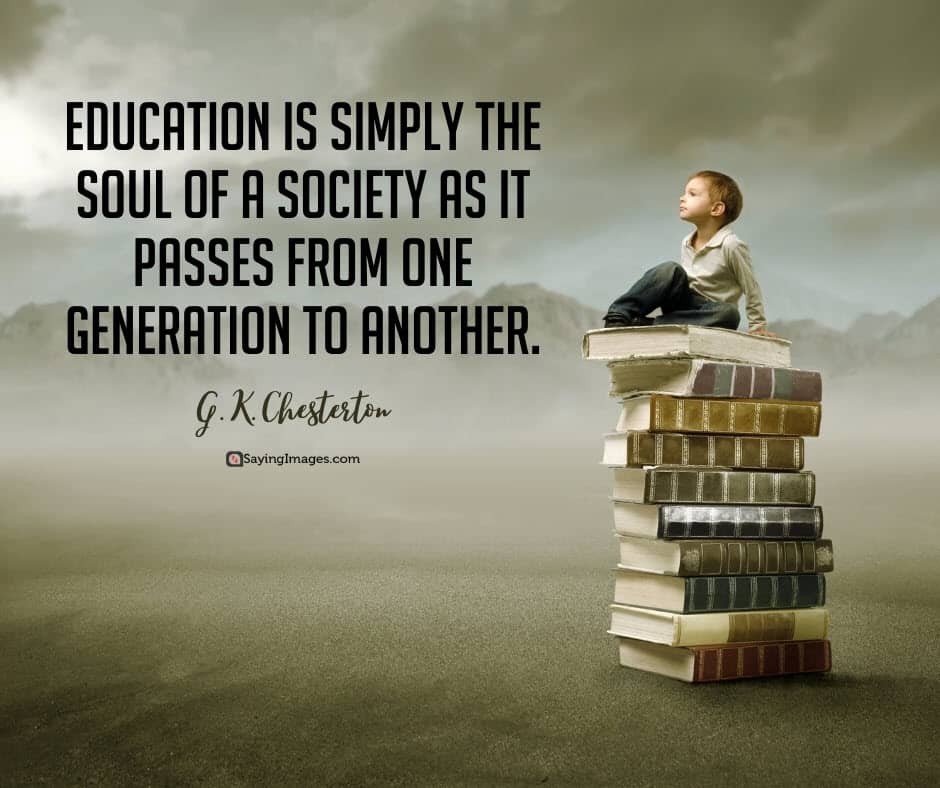 EDUCATION IS SIMPLY THE
SOUL OF A SOCIETY AS IT
PASSES FROM ONE
GENERATION TO ANOTHER.
G. K. Chesterton
SayingImages.com